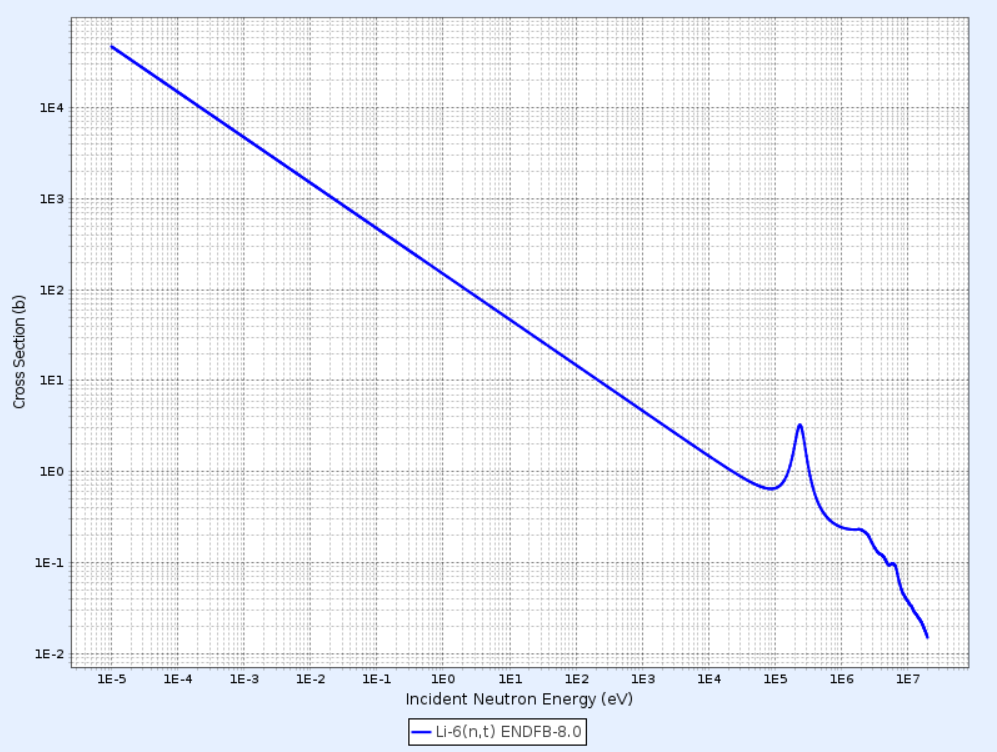 1E4
1E3
1E2
1E1
1E0
1E-1
1E-2
Cross Section (b)
1E-5 1E-4 1E-3 1E-2 1E-1 1E0 1E1 1E2 1E3 1E4 1E5 1E6 1E7
Incident Neutron Energy (eV)
Li-6(n,t) ENDFB-8.0